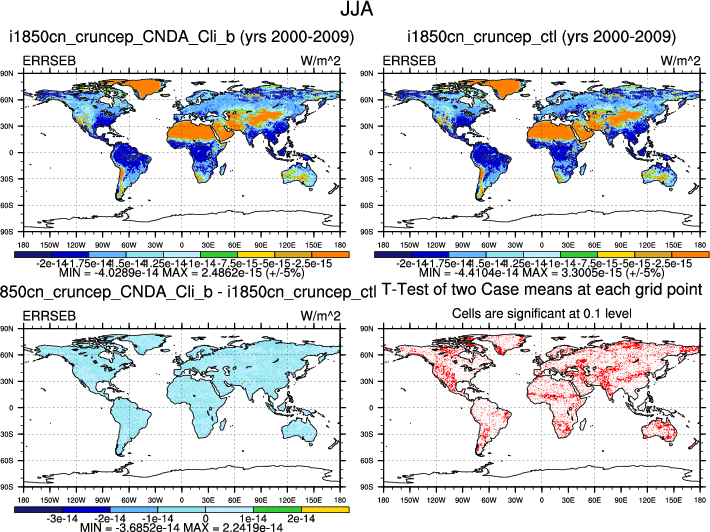 JJA
i1850cn_cruncep_CNDA_Cli_b (yrs 2000-2009)
ERRSEB W/m^2
90N
60N
30N
0
30S
60S
90S
180 150W 120W 90W 60W 30W 0 30E 60E 90E 120E 150E 180
-2e-14 -1.75e-14 -1.5e-14 -1.25e-14 -1e-14 -7.5e-15 -5e-15 -2.5e-15
MIN = -4.0289e-14 MAX = 2.4862e-15 (+/-5%)
i1850cn_cruncep_ctl (yrs 2000-2009)
ERRSEB W/m^2
90N
60N
30N
0
30S
60S
90S
180 150W 120W 90W 60W 30W 0 30E 60E 90E 120E 150E 180
-2e-14 -1.75e-14 -1.5e-14 -1.25e-14 -1e-14 -7.5e-15 -5e-15 -2.5e-15
MIN = -4.4104e-14 MAX = 3.3005e-15 (+/-5%)
850cn_cruncep_CNDA_Cli_b - i1850cn_cruncep_ctl
ERRSEB W/m^2
90N
60N
30N
0
30S
60S
90S
180 150W 120W 90W 60W 30W 0 30E 60E 90E 120E 150E 180
-3e-14 -2e-14 -1e-14 0 1e-14 2e-14
MIN = -3.6852e-14 MAX = 2.2419e-14
T-Test of two Case means at each grid point
Cells are significant at 0.1 level
90N
60N
30N
0
30S
60S
90S
180 150W 120W 90W 60W 30W 0 30E 60E 90E 120E 150E 180